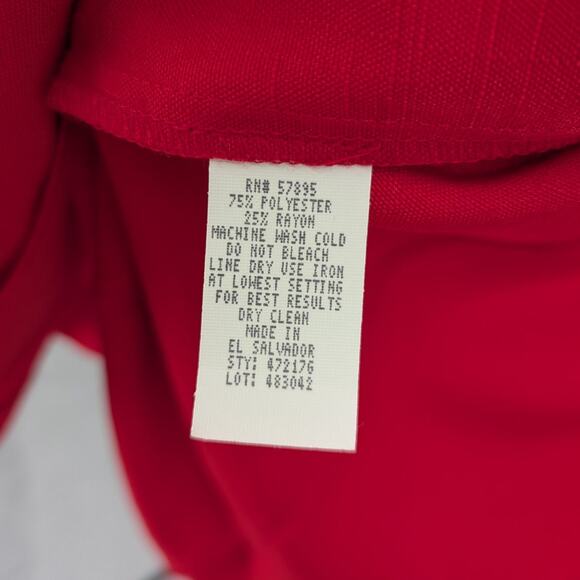 RN# 57895
75% POLYESTER
25% RAYON
MACHINE WASH COLD
DO NOT BLEACH
LINE DRY USE IRON
AT LOWEST SETTING
FOR BEST RESULTS
DRY CLEAN
MADE IN
EL SALVADOR
STY: 472176
LOT: 483042